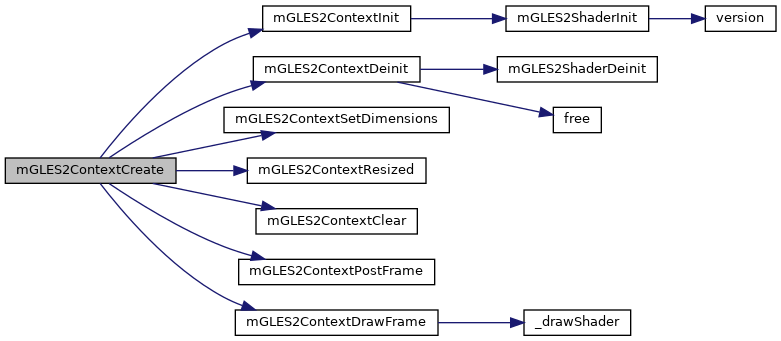 mGLES2ContextCreate
mGLES2ContextInit
mGLES2ShaderInit
version
mGLES2ContextDeinit
mGLES2ShaderDeinit
free
mGLES2ContextSetDimensions
mGLES2ContextResized
mGLES2ContextClear
mGLES2ContextPostFrame
mGLES2ContextDrawFrame
_drawShader